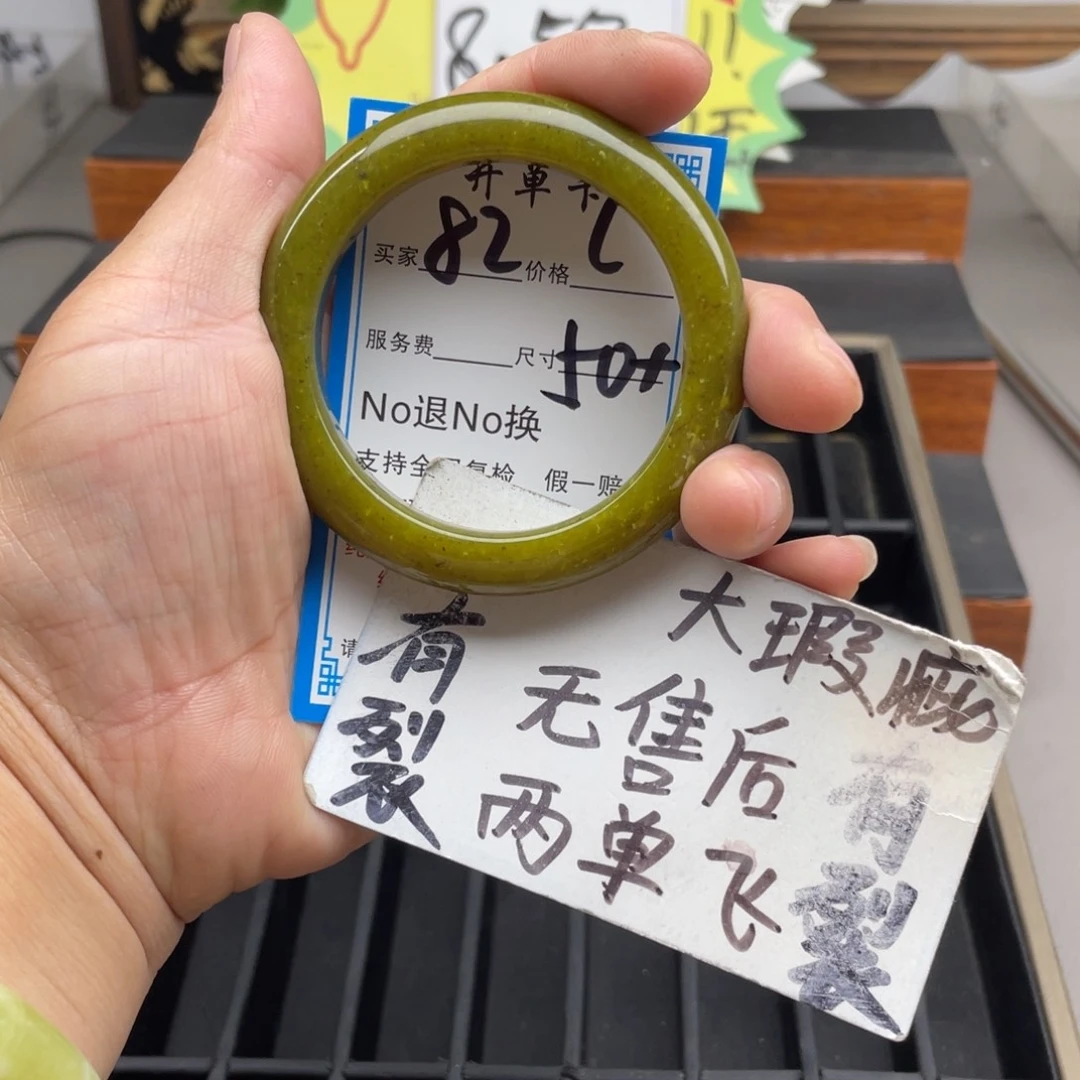 开单卡
买家 82 价格
服务费 尺寸 50+
No退No换
支持全 复检 假一赔
请
大瑕疵
无售后
两单飞
有裂
有裂